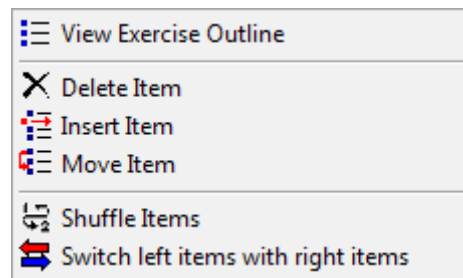 View Exercise Outline
Delete Item
Insert Item
Move Item
Shuffle Items
Switch left items with right items